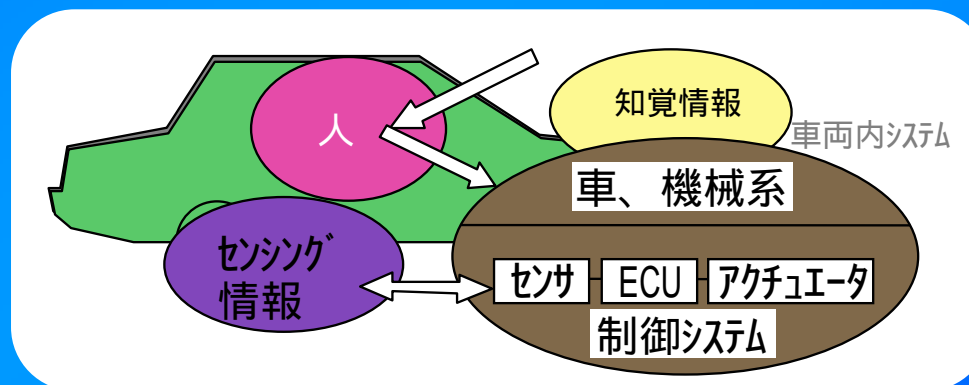 人
知覚情報
車両内ｼｽﾃﾑ
車、機械系
ｾﾝｼﾝｸﾞ
情報
ｾﾝｻ
ECU
ｱｸﾁｭｴｰﾀ
制御ｼｽﾃﾑ